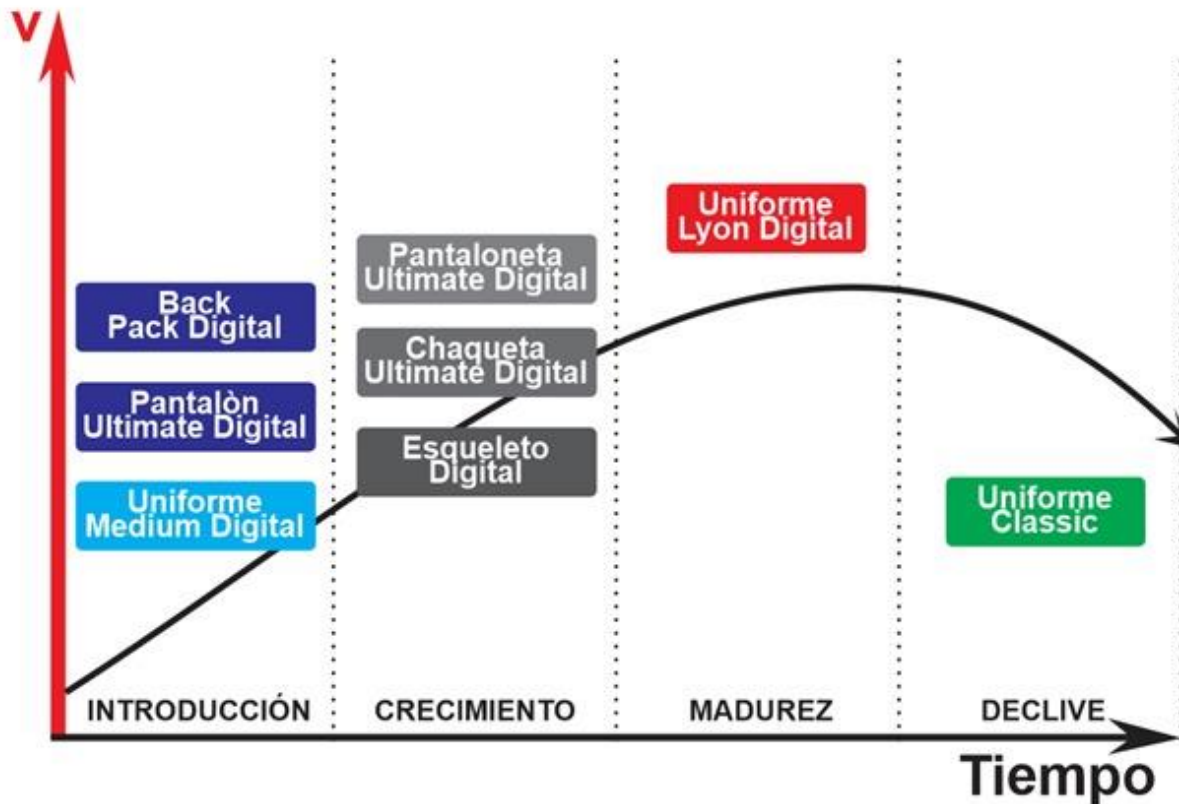 V
Back
Pack Digital
Pantalòn
Ultimate Digital
Uniforme
Medium Digital
Pantaloneta
Ultimate Digital
Chaqueta
Ultimate Digital
Esqueleto
Digital
Uniforme
Lyon Digital
Uniforme
Classic
INTRODUCCIÓN
CRECIMIENTO
MADUREZ
DECLIVE
Tiempo